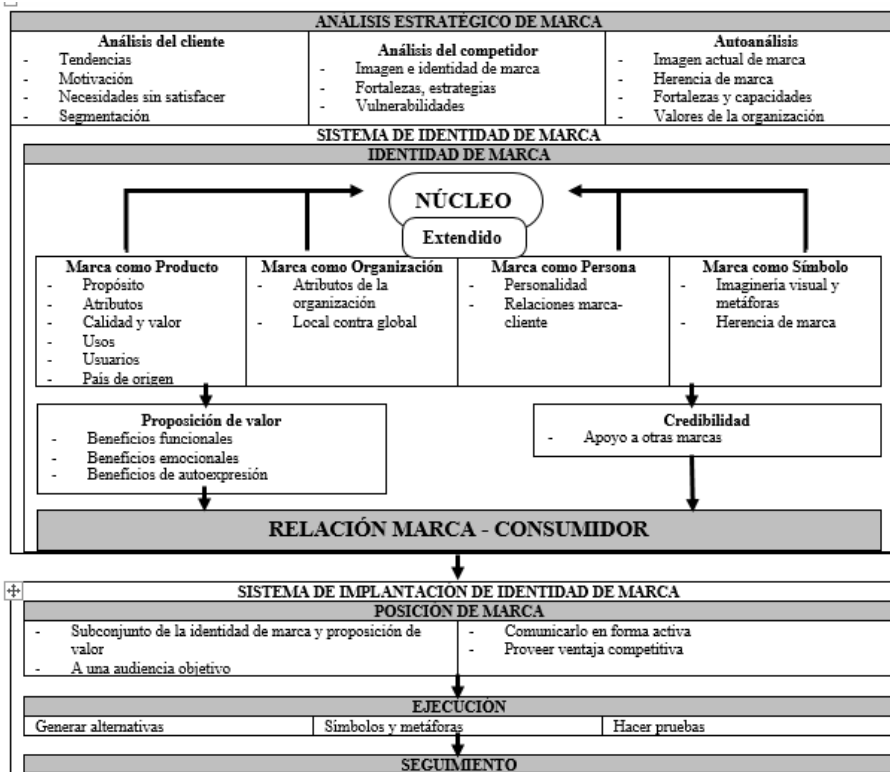 ANÁLISIS ESTRATÉGICO DE MARCA
Análisis del cliente
- Tendencias
- Motivación
- Necesidades sin satisfacer
- Segmentación
Análisis del competidor
- Imagen e identidad de marca
- Fortalezas, estrategias
- Vulnerabilidades
Autoanálisis
- Imagen actual de marca
- Herencia de marca
- Fortalezas y capacidades
- Valores de la organización
SISTEMA DE IDENTIDAD DE MARCA
IDENTIDAD DE MARCA
NÚCLEO
Extendido
Marca como Producto
- Propósito
- Atributos
- Calidad y valor
- Usos
- Usuarios
- País de origen
Marca como Organización
- Atributos de la
organización
- Local contra global
Marca como Persona
- Personalidad
- Relaciones marca-
cliente
Marca como Símbolo
- Imaginería visual y
metáforas
- Herencia de marca
Proposición de valor
- Beneficios funcionales
- Beneficios emocionales
- Beneficios de autoexpresión
Credibilidad
- Apoyo a otras marcas
RELACIÓN MARCA - CONSUMIDOR
SISTEMA DE IMPLANTACIÓN DE IDENTIDAD DE MARCA
POSICIÓN DE MARCA
- Subconjunto de la identidad de marca y proposición de
valor
- A una audiencia objetivo
- Comunicarlo en forma activa
- Proveer ventaja competitiva
EJECUCIÓN
Generar alternativas
Símbolos y metáforas
Hacer pruebas
SEGUIMIENTO